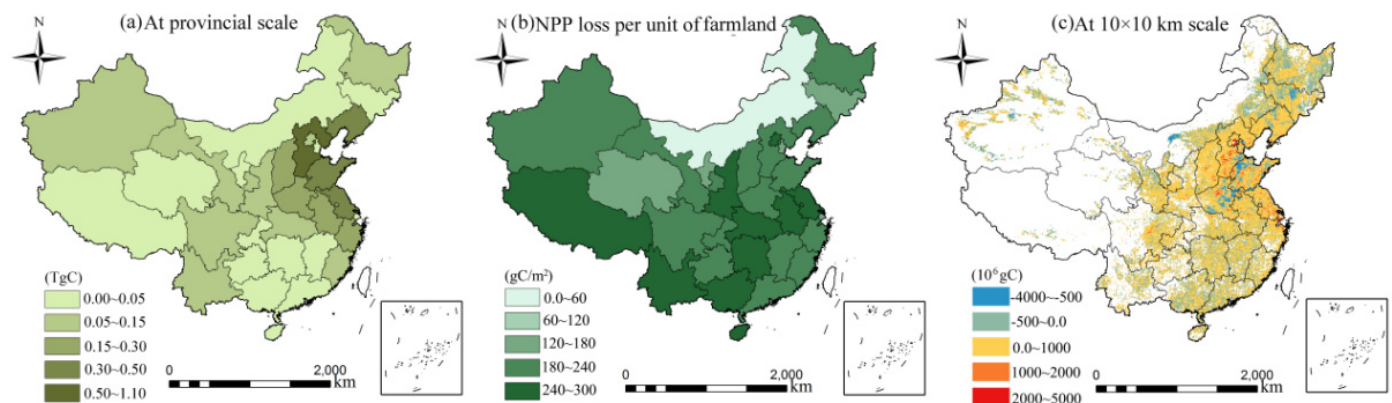 N
(a)At provincial scale
(TgC)
0.00~0.05
0.05~0.15
0.15~0.30
0.30~0.50
0.50~1.10
0
2,000
km
N
(b)NPP loss per unit of farmland
(gC/m²)
0.0~60
60~120
120~180
180~240
240~300
0
2,000
km
N
(c)At 10×10 km scale
(10⁶gC)
-4000~-500
-500~0.0
0.0~1000
1000~2000
2000~5000
0
2,000
km